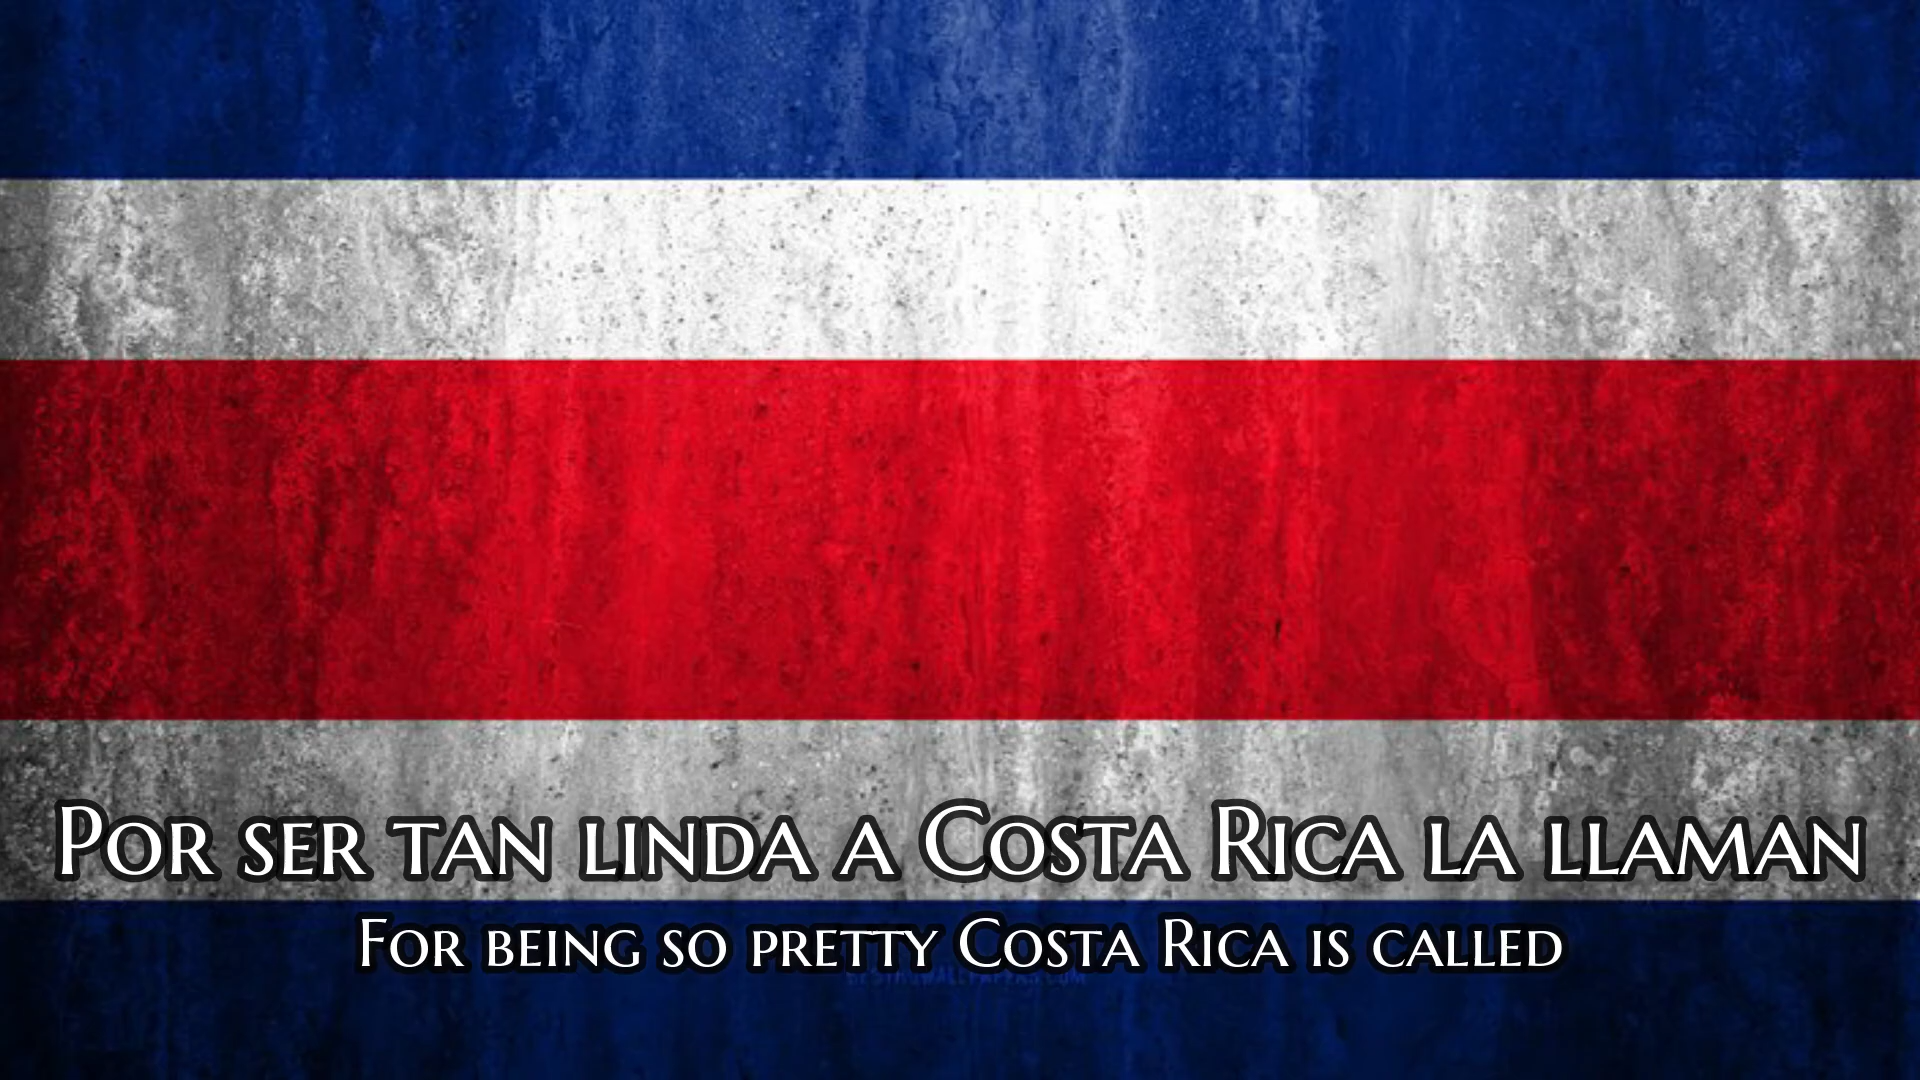 Por ser tan linda a Costa Rica la llaman
For being so pretty Costa Rica is called